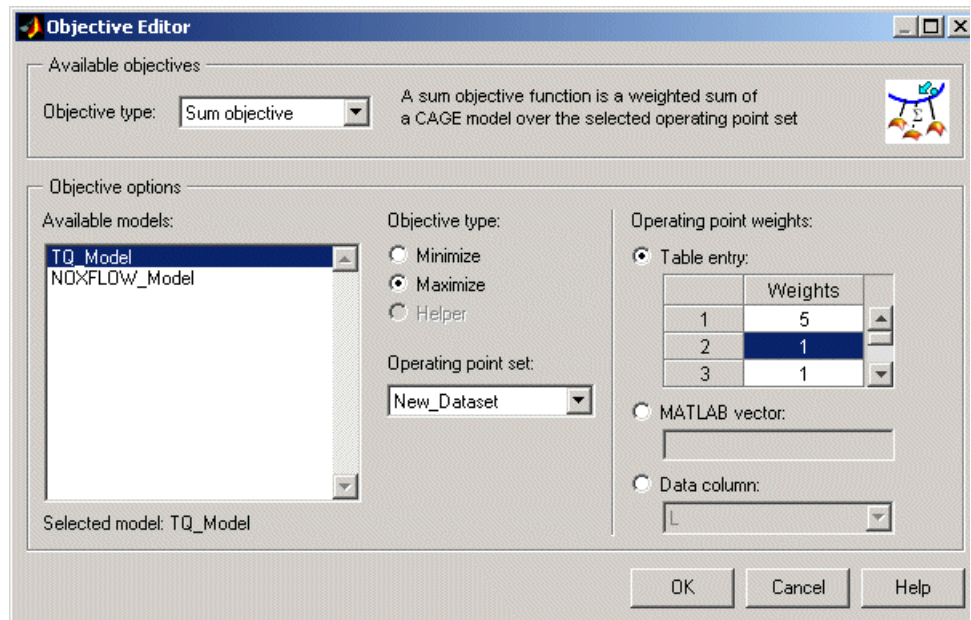 Objective Editor
Available objectives
Objective type: Sum objective
A sum objective function is a weighted sum of
a CAGE model over the selected operating point set
Σ
Objective options
Available models:
TQ_Model
NOXFLOW_Model
Selected model: TQ_Model
Objective type:
Minimize
Maximize
Helper
Operating point set:
New_Dataset
Operating point weights:
Table entry:
Weights
1 5
2 1
3 1
MATLAB vector:
Data column:
L
OK Cancel Help